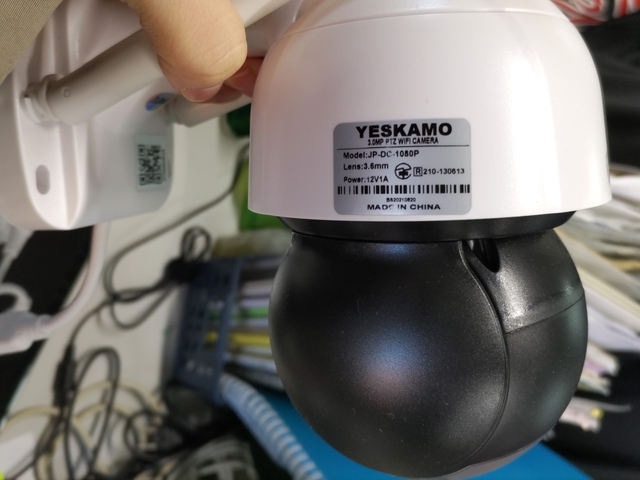 YESKAMO
3.0MP PTZ WIFI CAMERA
Model:JP-DC-1080P
Lens:3.6mm
R 210-130613
Power:12V1A
BS20210820
MADE IN CHINA